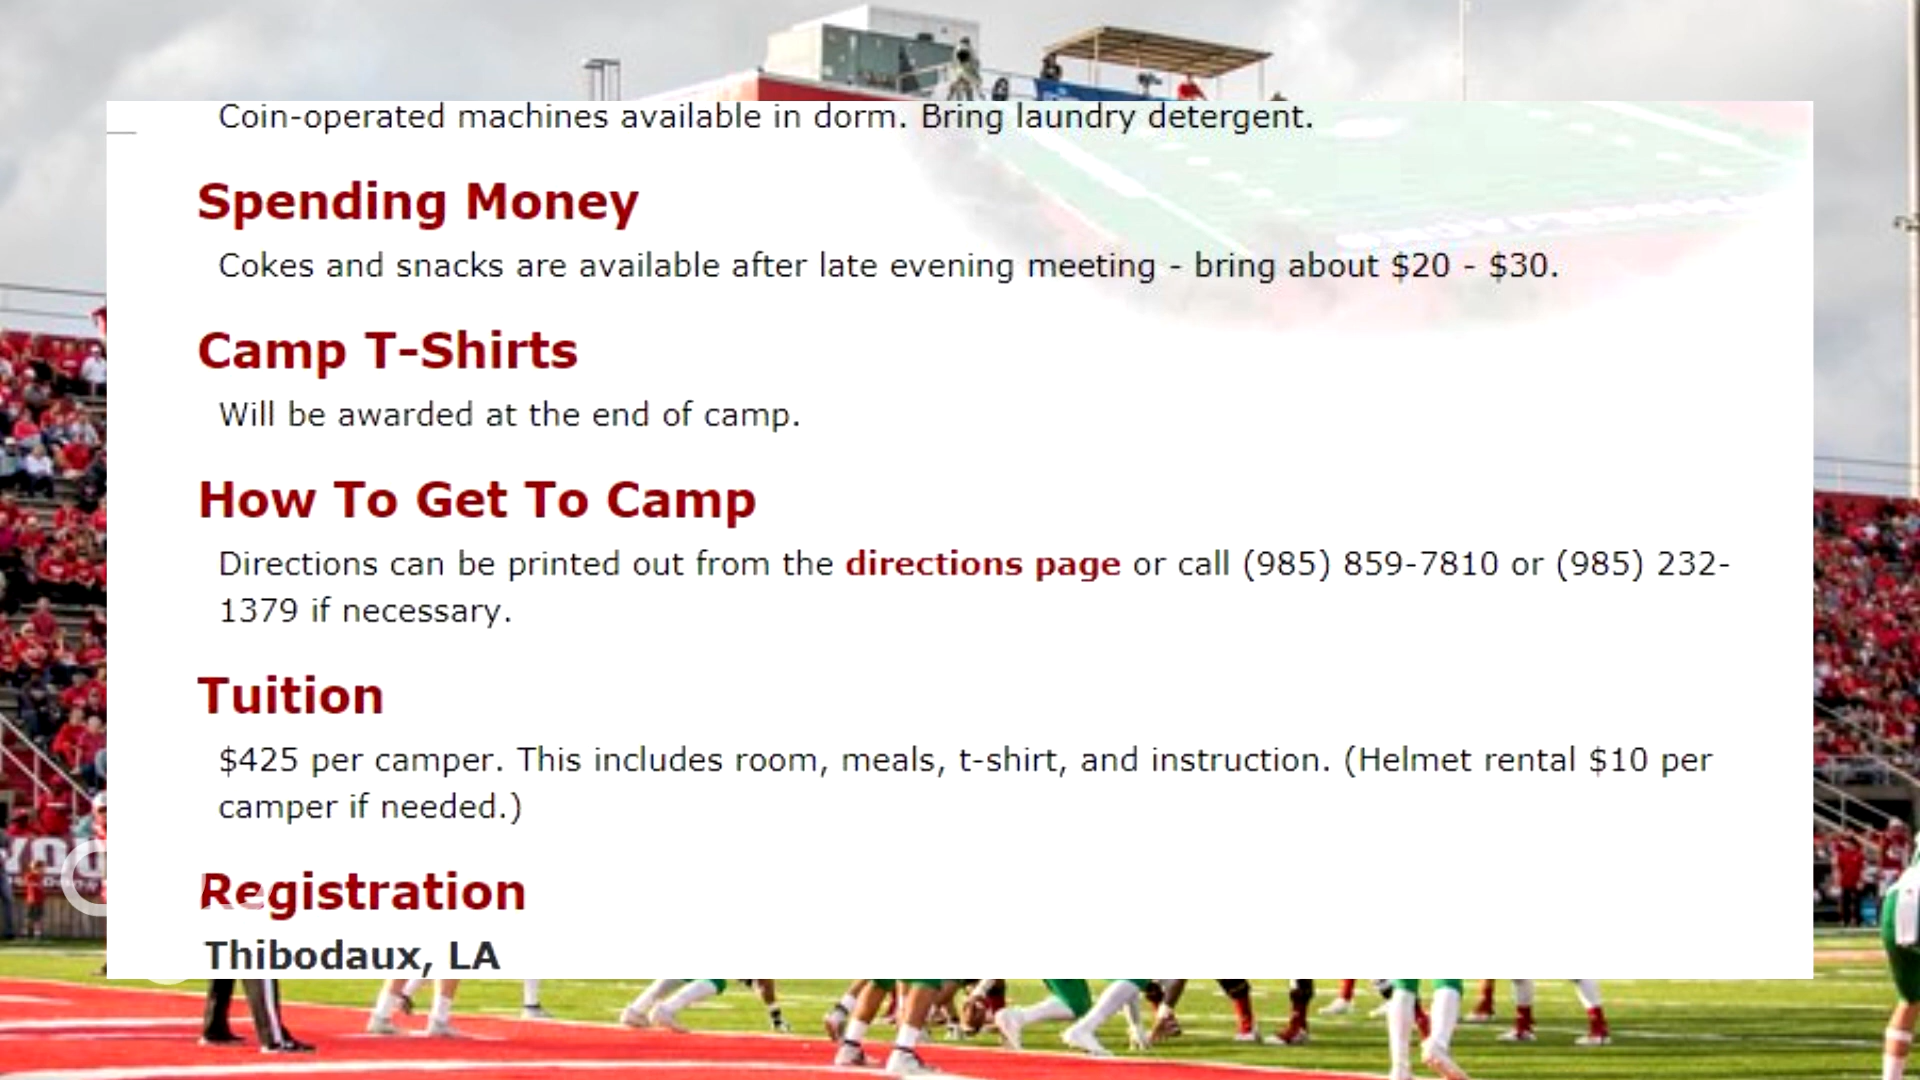 Coin-operated machines available in dorm. Bring laundry detergent.
Spending Money
Cokes and snacks are available after late evening meeting - bring about $20 - $30.
Camp T-Shirts
Will be awarded at the end of camp.
How To Get To Camp
Directions can be printed out from the directions page or call (985) 859-7810 or (985) 232-
1379 if necessary.
Tuition
$425 per camper. This includes room, meals, t-shirt, and instruction. (Helmet rental $10 per
camper if needed.)
Registration
Thibodaux, LA